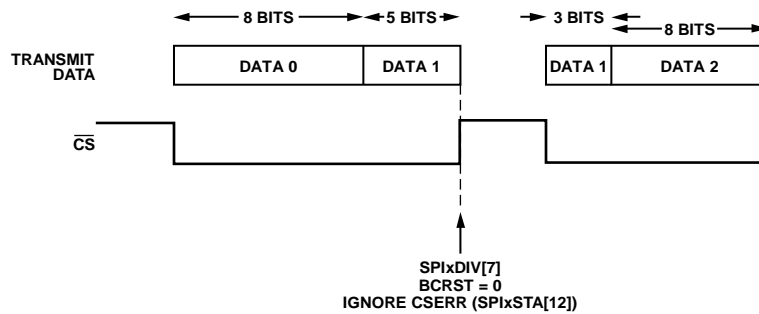 8 BITS
5 BITS
3 BITS
8 BITS
TRANSMIT
DATA
DATA 0
DATA 1
DATA 1
DATA 2
CS
SPIxDIV[7]
BCRST = 0
IGNORE CSERR (SPIxSTA[12])